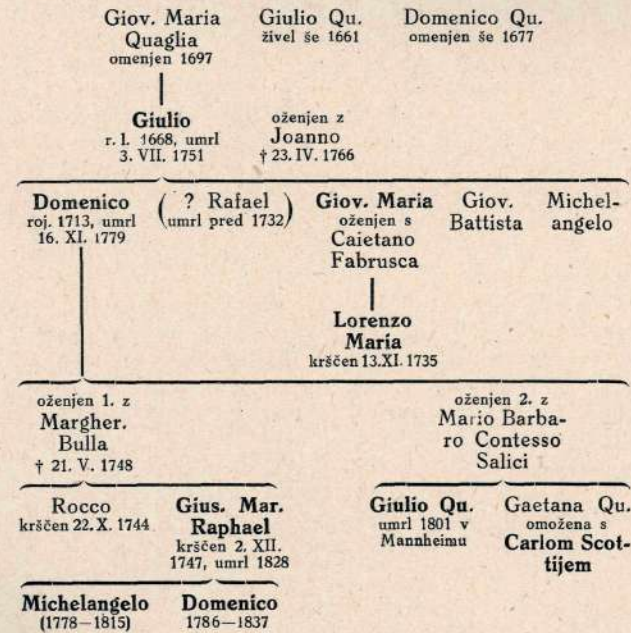 Giov. Maria
Quaglia
omenjen 1697
Giulio Qu.
živel še 1661
Domenico Qu.
omenjen še 1677
Giulio
r. l. 1668, umrl
3. VII. 1751
oženjen z
Joanno
† 23. IV. 1766
Domenico
roj. 1713, umrl
16. XI. 1779
( ? Rafael
umrl pred 1732)
Giov. Maria
oženjen s
Caietano
Fabrusca
Giov.
Battista
Michel-
angelo
Lorenzo
Maria
krščen 13.XI. 1735
oženjen 1. z
Margher.
Bulla
† 21. V. 1748
oženjen 2. z
Mario Barba-
ro Contesso
Salici
Rocco
krščen 22. X. 1744
Gius. Mar.
Raphael
krščen 2. XII.
1747, umrl 1828
Giulio Qu.
umrl 1801 v
Mannheimu
Gaetana Qu.
omožena s
Carlom Scot-
tijem
Michelangelo
(1778—1815)
Domenico
1786—1837